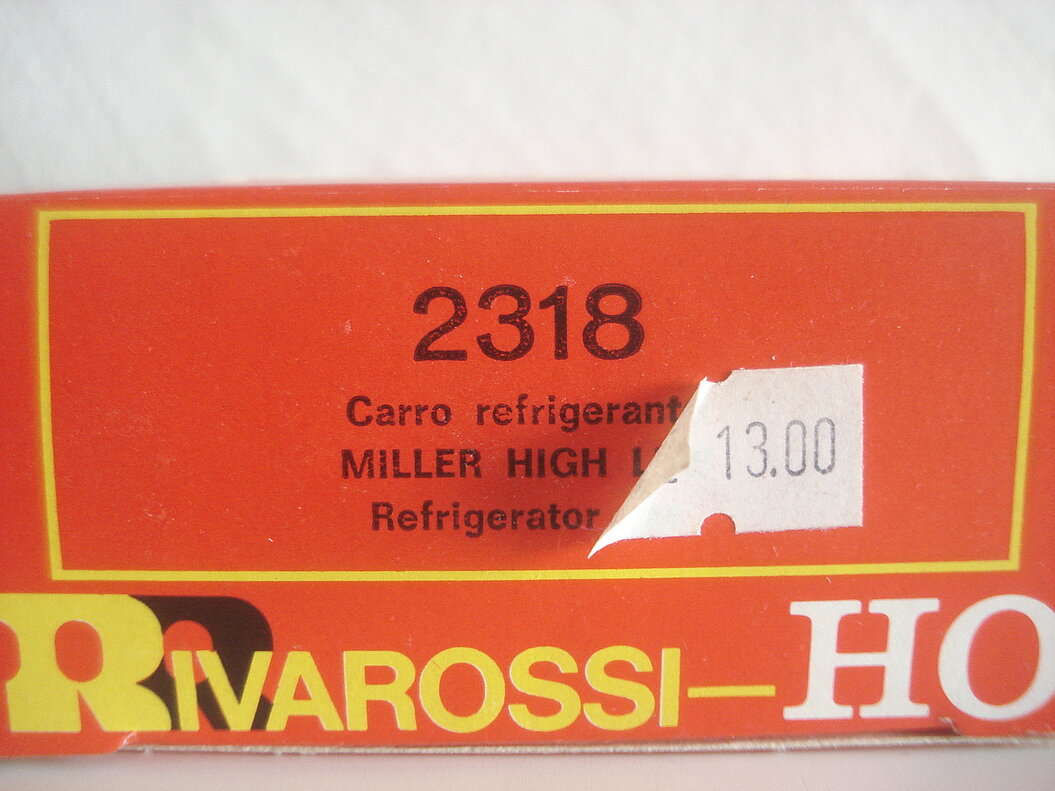 2318
Carro refrigerant
MILLER HIGH
Refrigerator
13.00
RIVAROSSI—HO